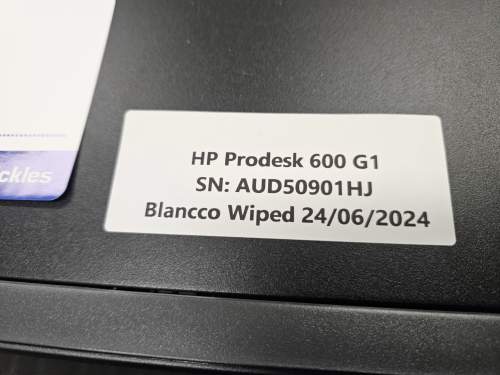 HP Prodesk 600 G1
SN: AUD50901HJ
Blancco Wiped 24/06/2024